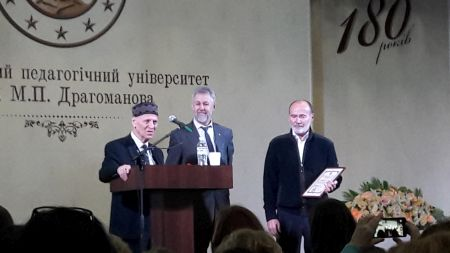 180
років
ий педагогічний університет
М.П. Драгоманова